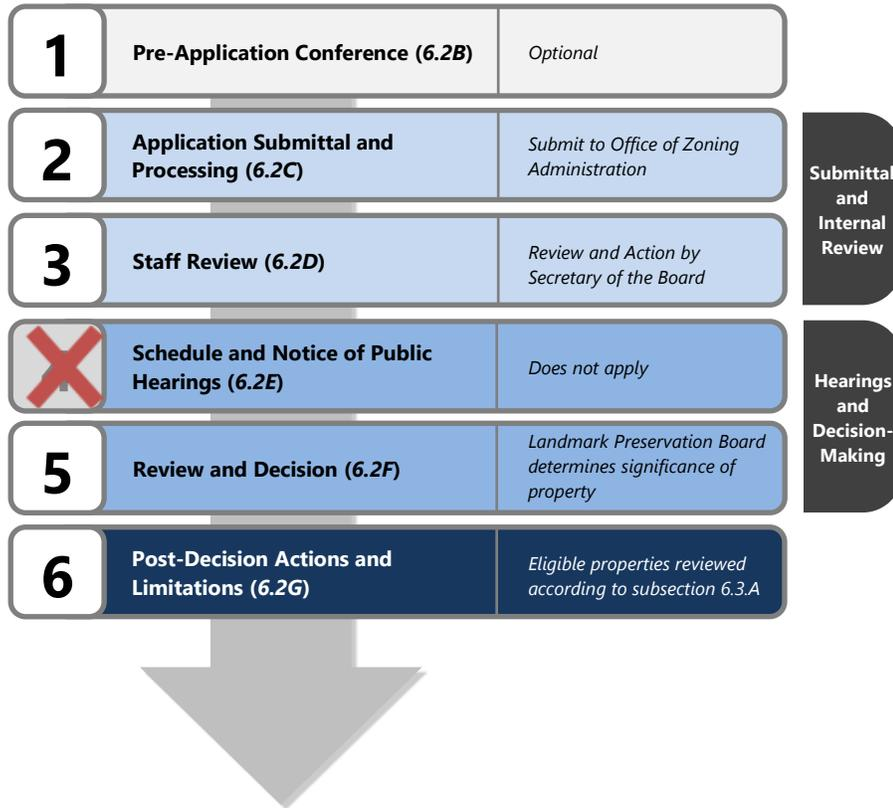 1
Pre-Application Conference (6.2B)
Optional
2
Application Submittal and
Processing (6.2C)
Submit to Office of Zoning
Administration
3
Staff Review (6.2D)
Review and Action by
Secretary of the Board
Submittal
and
Internal
Review
4
Schedule and Notice of Public
Hearings (6.2E)
Does not apply
5
Review and Decision (6.2F)
Landmark Preservation Board
determines significance of
property
Hearings
and
Decision-
Making
6
Post-Decision Actions and
Limitations (6.2G)
Eligible properties reviewed
according to subsection 6.3.A